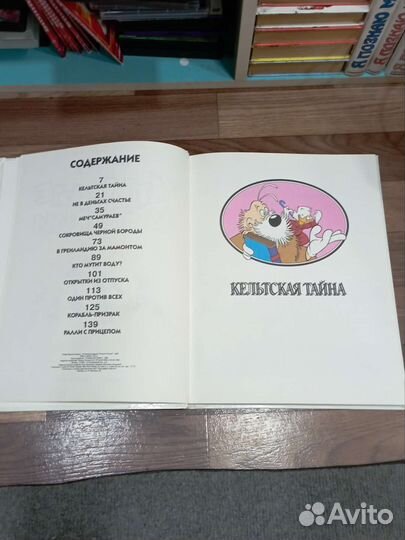 СОДЕРЖАНИЕ
7
КЕЛЬТСКАЯ ТАЙНА
21
НЕ В ДЕНЬГАХ СЧАСТЬЕ
35
МЕЧ "САМУРАЕВ"
49
СОКРОВИЩА ЧЕРНОЙ БОРОДЫ
73
В ГРЕНЛАНДИЮ ЗА МАМОНТОМ
89
КТО МУТИТ ВОДУ?
101
ОТКРЫТКИ ИЗ ОТПУСКА
113
ОДИН ПРОТИВ ВСЕХ
125
КОРАБЛЬ-ПРИЗРАК
139
РАЛЛИ С ПРИЦЕПОМ
КЕЛЬТСКАЯ ТАЙНА
Я ПОЗНАЮ
Я ПОЗНАЮ М
Avito